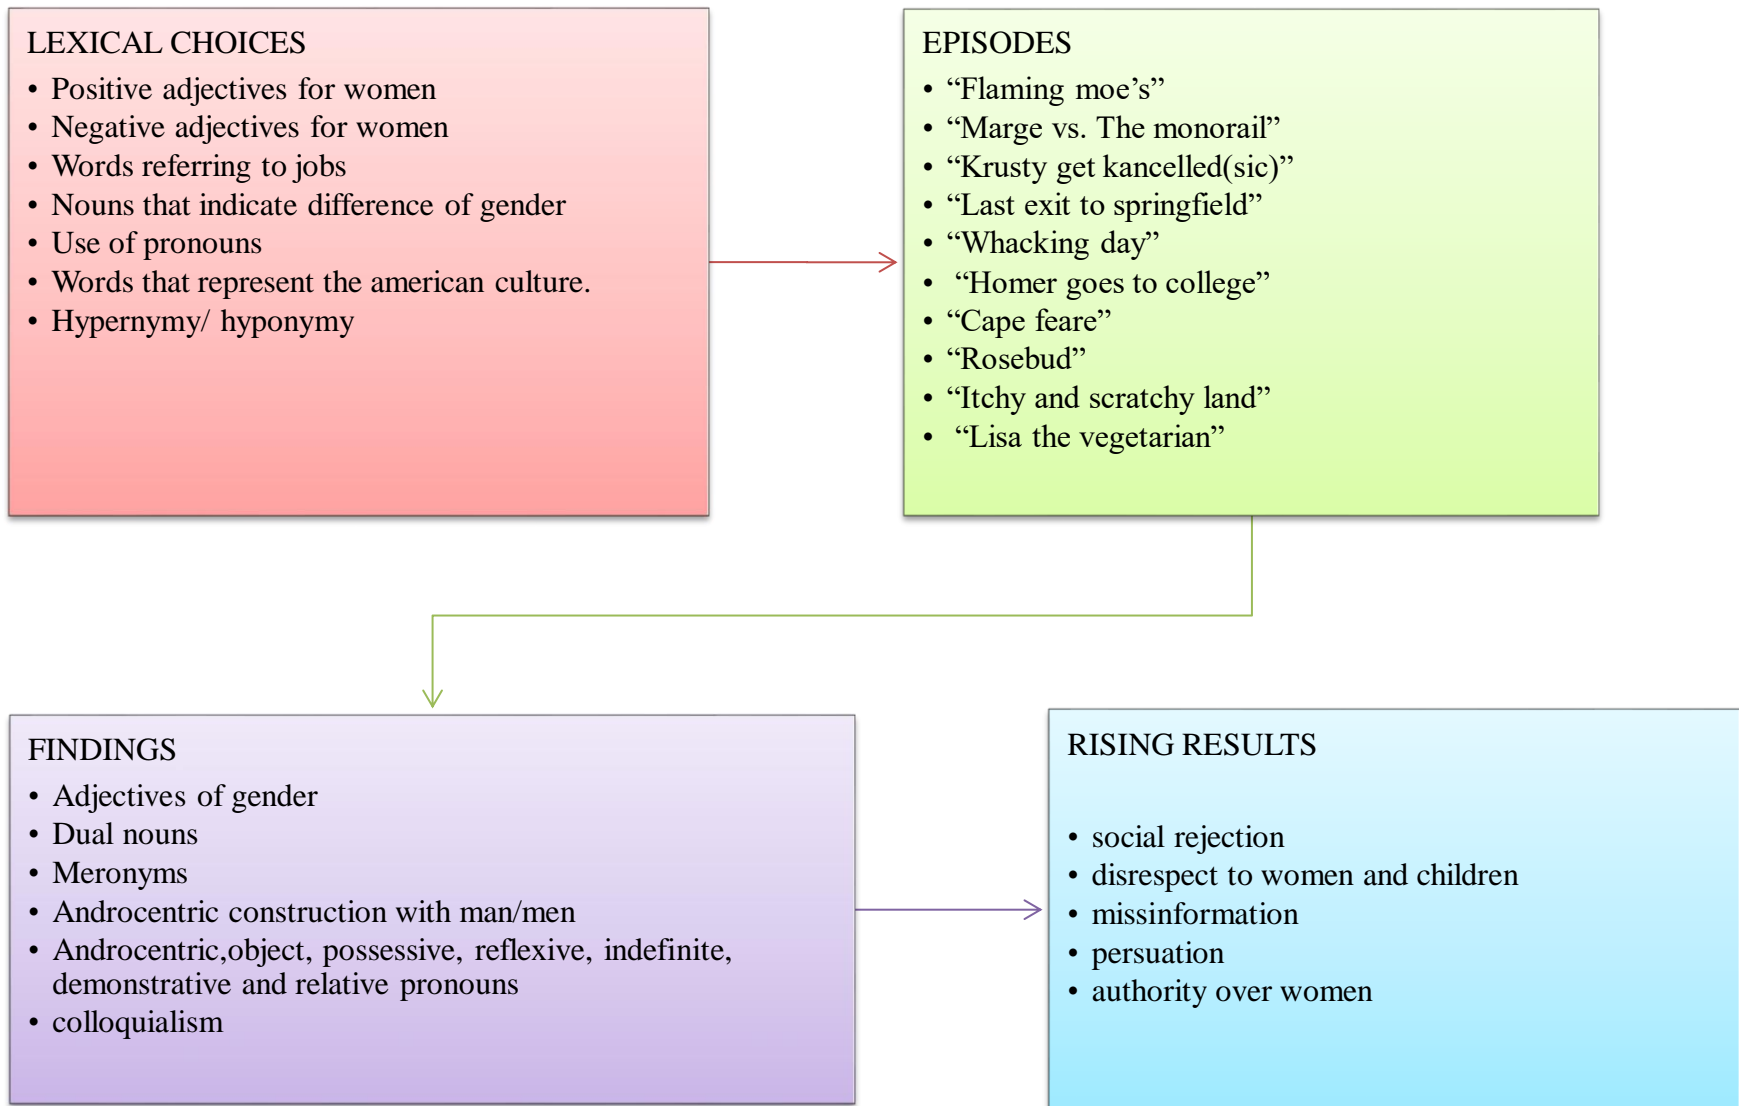 LEXICAL CHOICES
• Positive adjectives for women
• Negative adjectives for women
• Words referring to jobs
• Nouns that indicate difference of gender
• Use of pronouns
• Words that represent the american culture.
• Hypernymy/ hyponymy
EPISODES
• “Flaming moe’s”
• “Marge vs. The monorail”
• “Krusty get kancelled(sic)”
• “Last exit to springfield”
• “Whacking day”
• “Homer goes to college”
• “Cape feare”
• “Rosebud”
• “Itchy and scratchy land”
• “Lisa the vegetarian”
FINDINGS
• Adjectives of gender
• Dual nouns
• Meronyms
• Androcentric construction with man/men
• Androcentric,object, possessive, reflexive, indefinite,
demonstrative and relative pronouns
• colloquialism
RISING RESULTS
• social rejection
• disrespect to women and children
• missinformation
• persuation
• authority over women